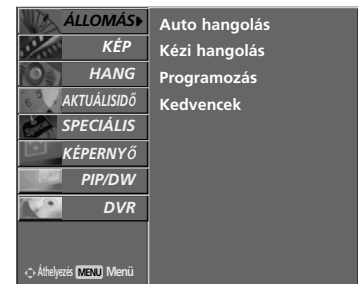 ÁLLOMÁS
KÉP
HANG
AKTUÁLISIDŐ
SPECIÁLIS
KÉPERNYŐ
PIP/DW
DVR
Áthelyezés MENU Menü
Auto hangolás
Kézi hangolás
Programozás
Kedvencek